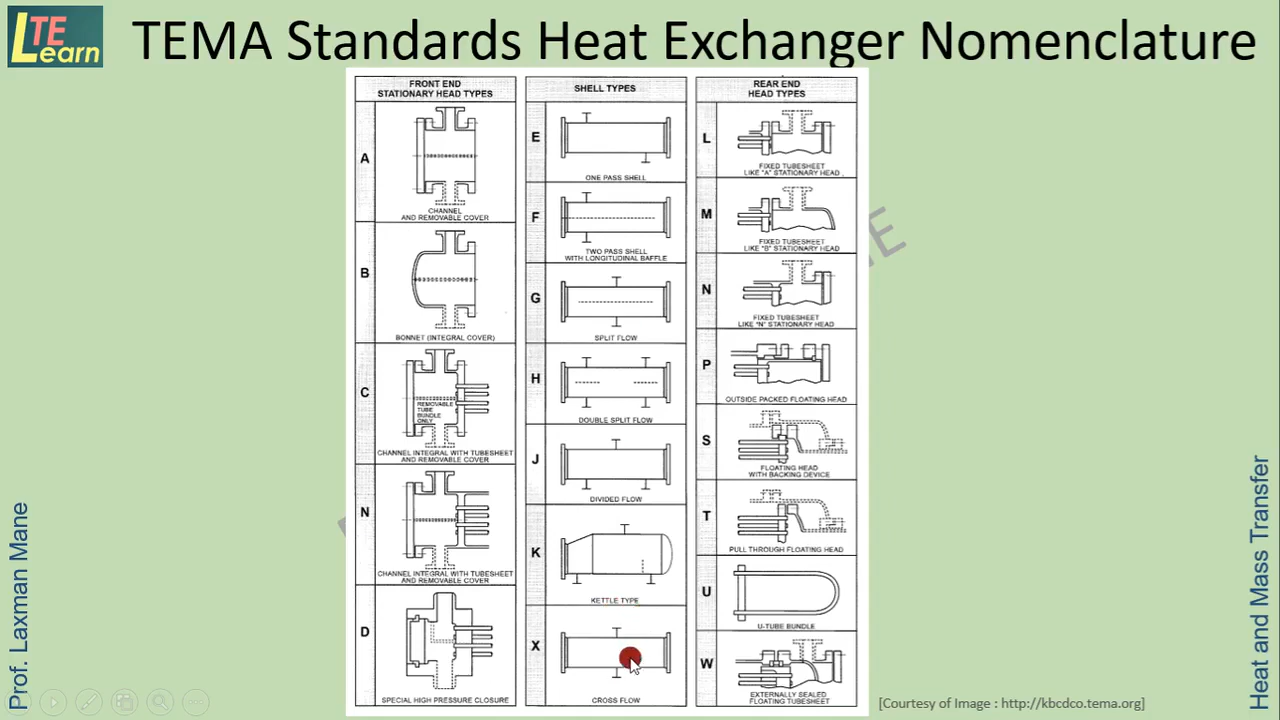 LTE
Learn
TEMA Standards Heat Exchanger Nomenclature
FRONT END
STATIONARY HEAD TYPES
A
CHANNEL
AND REMOVABLE COVER
B
BONNET (INTEGRAL COVER)
C
REMOVABLE
TUBE
BUNDLE
ONLY
CHANNEL INTEGRAL WITH TUBESHEET
AND REMOVABLE COVER
N
CHANNEL INTEGRAL WITH TUBESHEET
AND REMOVABLE COVER
D
SPECIAL HIGH PRESSURE CLOSURE
SHELL TYPES
E
ONE PASS SHELL
F
TWO PASS SHELL
WITH LONGITUDINAL BAFFLE
G
SPLIT FLOW
H
DOUBLE SPLIT FLOW
J
DIVIDED FLOW
K
KETTLE TYPE
X
CROSS FLOW
REAR END
HEAD TYPES
L
FIXED TUBESHEET
LIKE "A" STATIONARY HEAD
M
FIXED TUBESHEET
LIKE "B" STATIONARY HEAD
N
FIXED TUBESHEET
LIKE "N" STATIONARY HEAD
P
OUTSIDE PACKED FLOATING HEAD
S
FLOATING HEAD
WITH BACKING DEVICE
T
PULL THROUGH FLOATING HEAD
U
U-TUBE BUNDLE
W
EXTERNALLY SEALED
FLOATING TUBESHEET
Prof. Laxman Mane
Heat and Mass Transfer
[Courtesy of Image : http://kbcdco.tema.org]